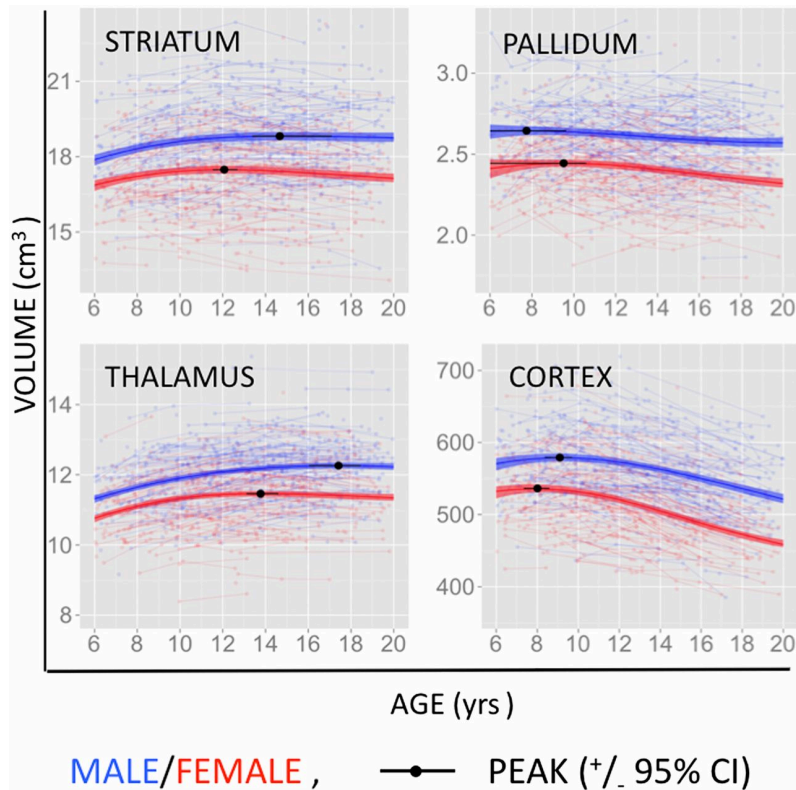 STRIATUM
21
18
15
6 8 10 12 14 16 18 20
PALLIDUM
3.0
2.5
2.0
6 8 10 12 14 16 18 20
VOLUME (cm³)
THALAMUS
14
12
10
8
6 8 10 12 14 16 18 20
CORTEX
700
600
500
400
6 8 10 12 14 16 18 20
AGE (yrs)
MALE/FEMALE , PEAK (⁺/₋ 95% CI)